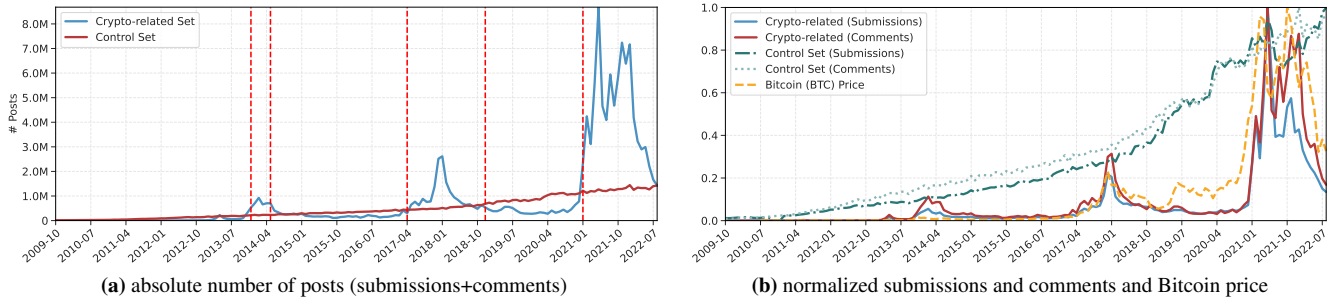 Crypto-related Set
Control Set
# Posts
8.0M
7.0M
6.0M
5.0M
4.0M
3.0M
2.0M
1.0M
0
2009-10
2010-07
2011-04
2012-01
2012-10
2013-07
2014-04
2015-01
2015-10
2016-07
2017-04
2018-01
2018-10
2019-07
2020-04
2021-01
2021-10
2022-07
(a) absolute number of posts (submissions+comments)
Crypto-related (Submissions)
Crypto-related (Comments)
Control Set (Submissions)
Control Set (Comments)
Bitcoin (BTC) Price
1.0
0.8
0.6
0.4
0.2
0.0
2009-10
2010-07
2011-04
2012-01
2012-10
2013-07
2014-04
2015-01
2015-10
2016-07
2017-04
2018-01
2018-10
2019-07
2020-04
2021-01
2021-10
2022-07
(b) normalized submissions and comments and Bitcoin price